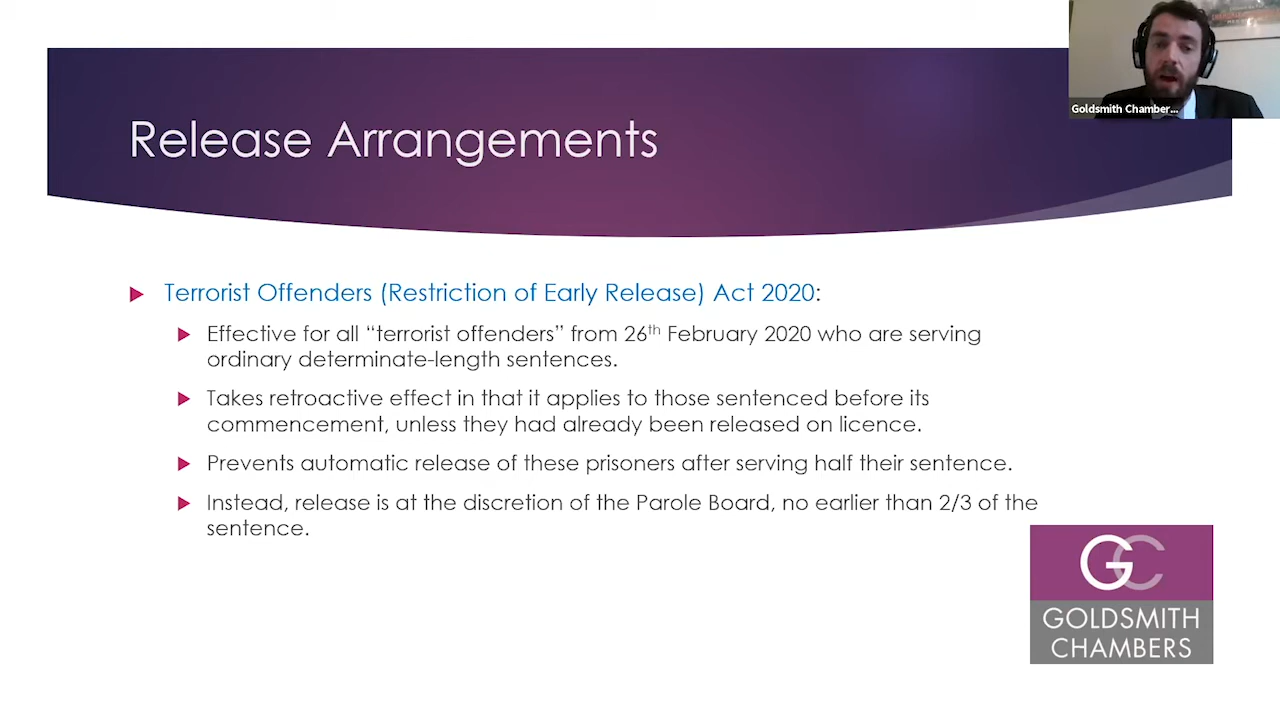 Goldsmith Chamber...
Release Arrangements
Terrorist Offenders (Restriction of Early Release) Act 2020:
Effective for all “terrorist offenders” from 26th February 2020 who are serving
ordinary determinate-length sentences.
Takes retroactive effect in that it applies to those sentenced before its
commencement, unless they had already been released on licence.
Prevents automatic release of these prisoners after serving half their sentence.
Instead, release is at the discretion of the Parole Board, no earlier than 2/3 of the
sentence.
GC
GOLDSMITH
CHAMBERS